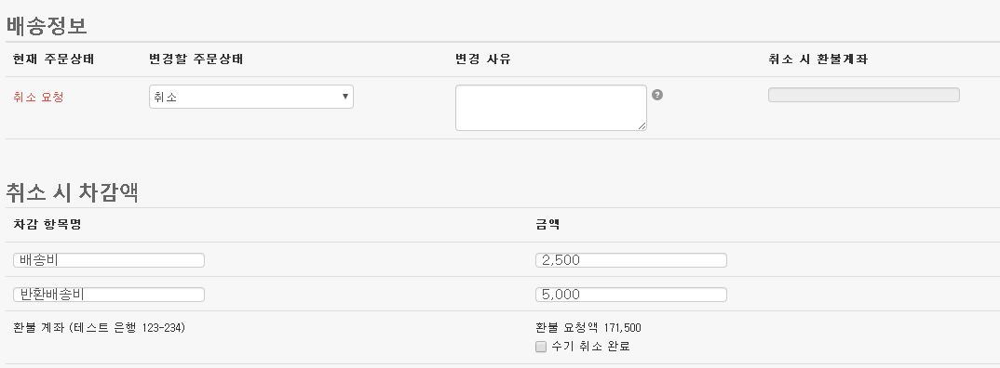 배송정보
현재 주문상태 변경할 주문상태 변경 사유 취소 시 환불계좌
취소 요청 취소 ?
취소 시 차감액
차감 항목명 금액
배송비 2,500
반환배송비 5,000
환불 계좌 (테스트 은행 123-234) 환불 요청액 171,500
수기 취소 완료